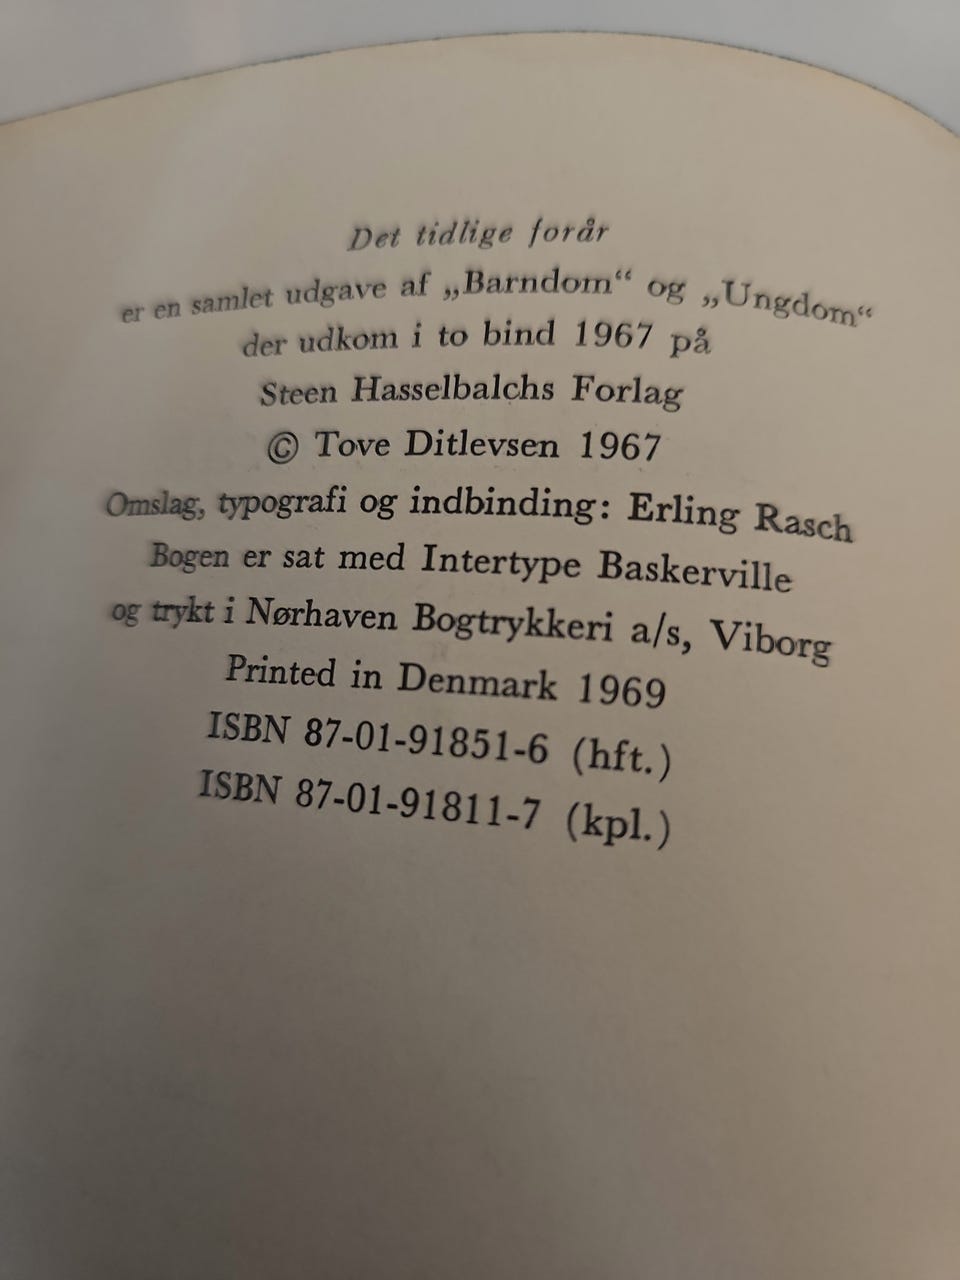 Det tidlige forår
er en samlet udgave af „Barndom“ og „Ungdom“
der udkom i to bind 1967 på
Steen Hasselbalchs Forlag
© Tove Ditlevsen 1967
Omslag, typografi og indbinding: Erling Rasch
Bogen er sat med Intertype Baskerville
og trykt i Nørhaven Bogtrykkeri a/s, Viborg
Printed in Denmark 1969
ISBN 87-01-91851-6 (hft.)
ISBN 87-01-91811-7 (kpl.)